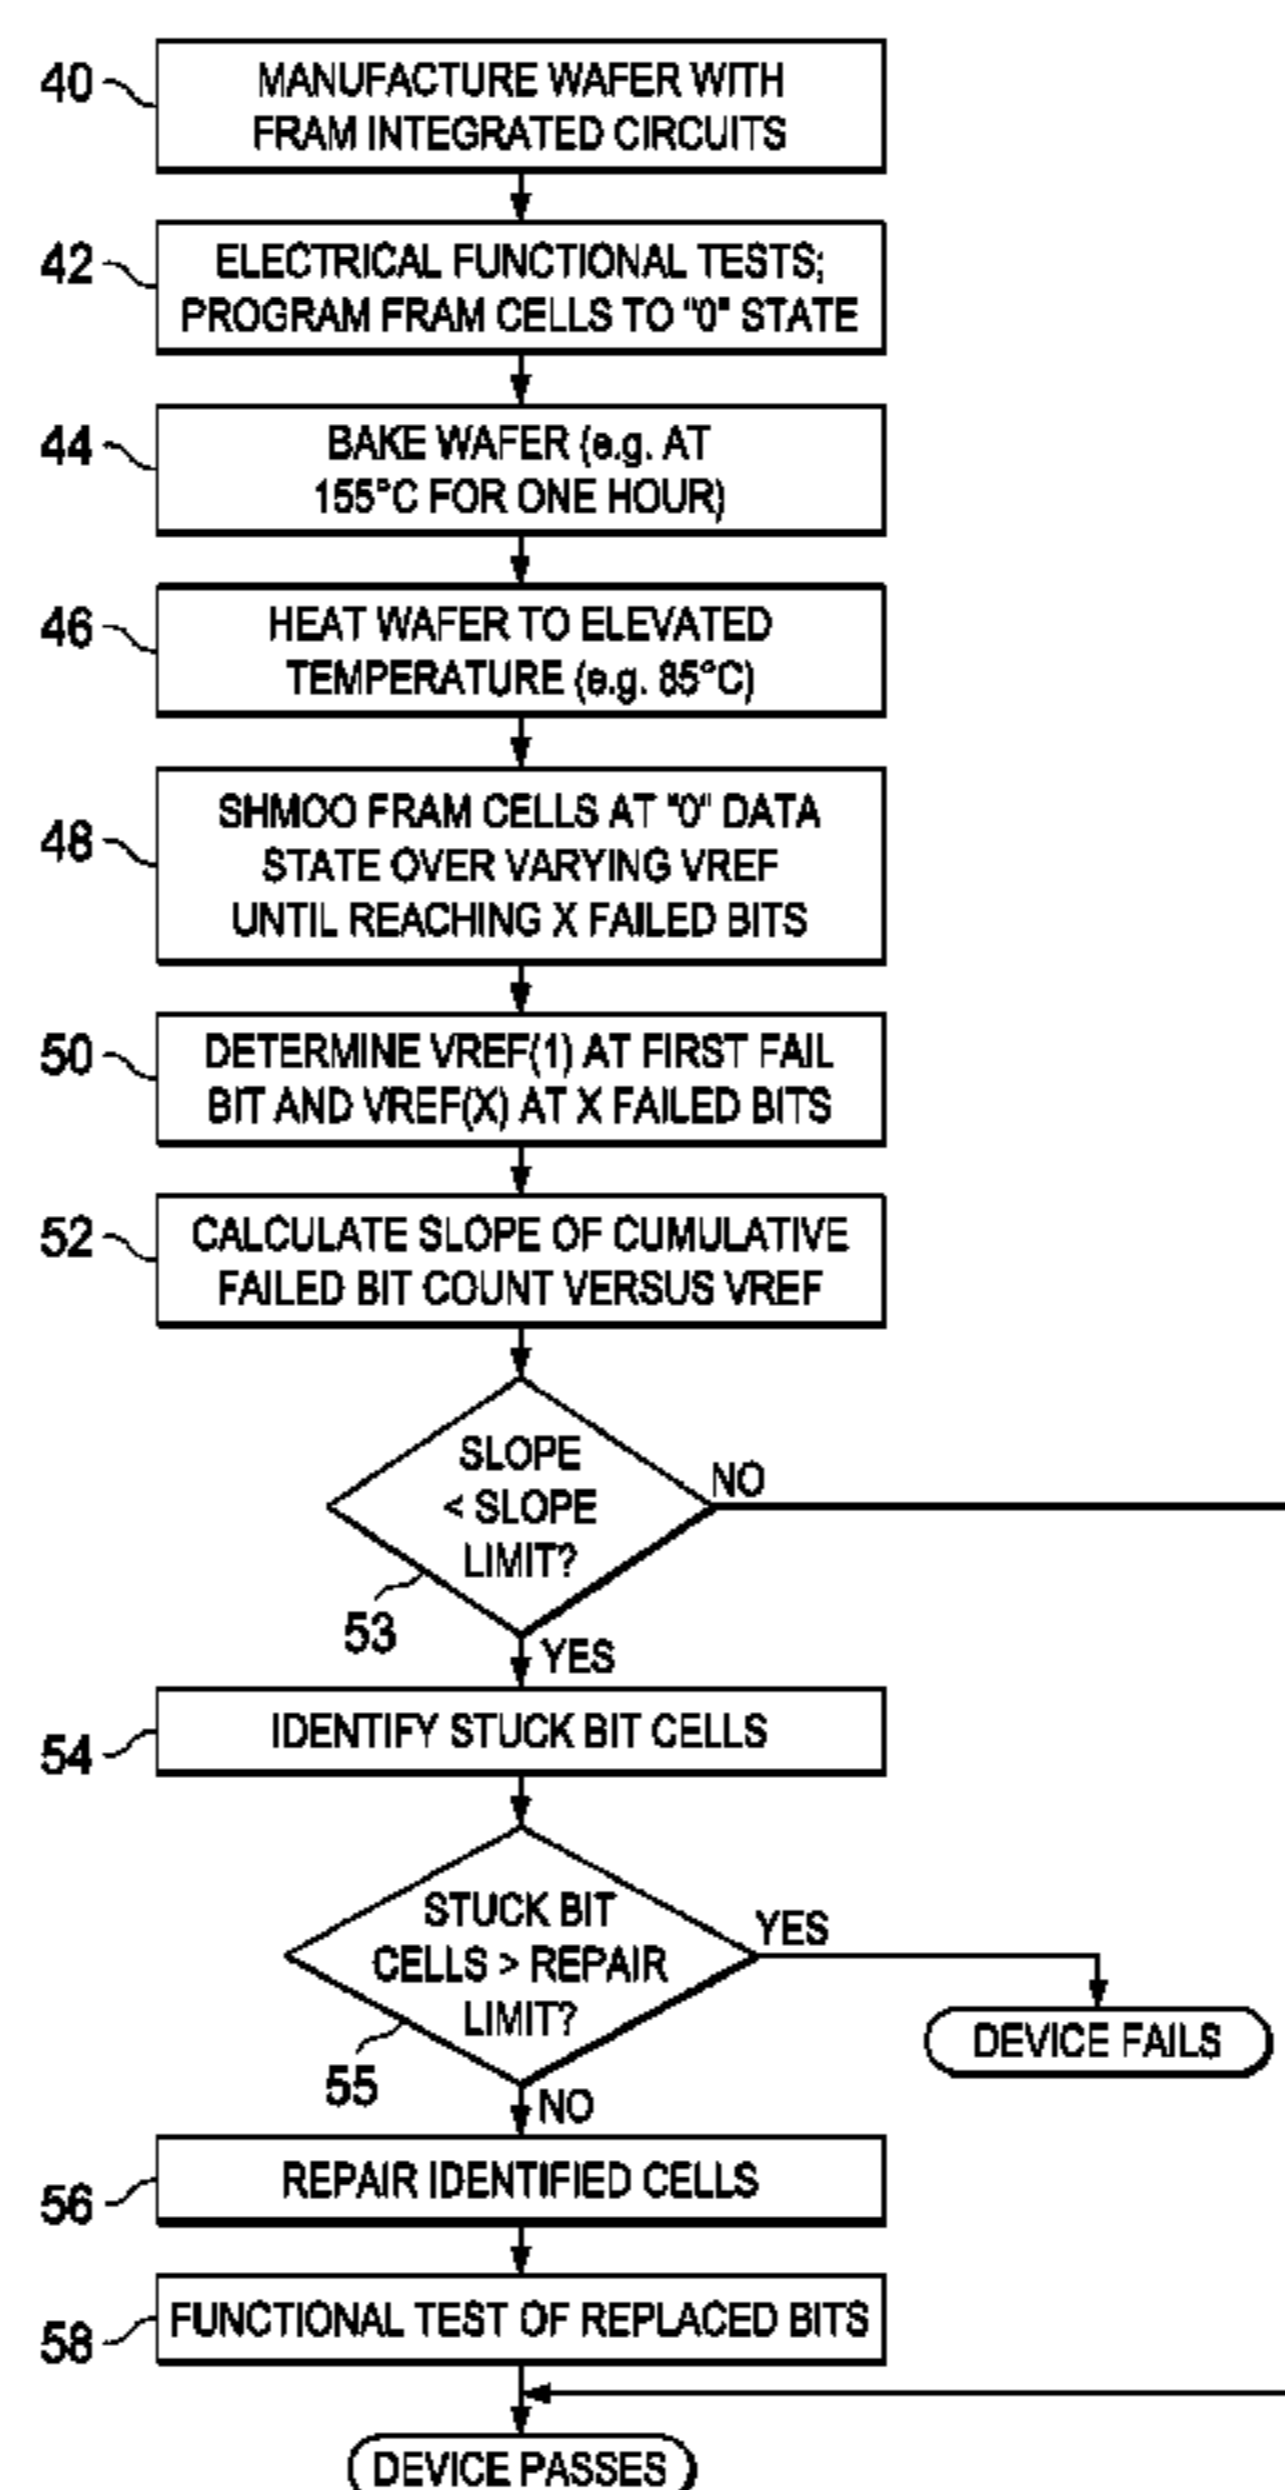 40
MANUFACTURE WAFER WITH
FRAM INTEGRATED CIRCUITS
42
ELECTRICAL FUNCTIONAL TESTS;
PROGRAM FRAM CELLS TO "0" STATE
44
BAKE WAFER (e.g. AT
155°C FOR ONE HOUR)
46
HEAT WAFER TO ELEVATED
TEMPERATURE (e.g. 85°C)
48
SHMOO FRAM CELLS AT "0" DATA
STATE OVER VARYING VREF
UNTIL REACHING X FAILED BITS
50
DETERMINE VREF(1) AT FIRST FAIL
BIT AND VREF(X) AT X FAILED BITS
52
CALCULATE SLOPE OF CUMULATIVE
FAILED BIT COUNT VERSUS VREF
SLOPE
< SLOPE
LIMIT?
NO
53
YES
54
IDENTIFY STUCK BIT CELLS
STUCK BIT
CELLS > REPAIR
LIMIT?
YES
DEVICE FAILS
55
NO
56
REPAIR IDENTIFIED CELLS
58
FUNCTIONAL TEST OF REPLACED BITS
DEVICE PASSES